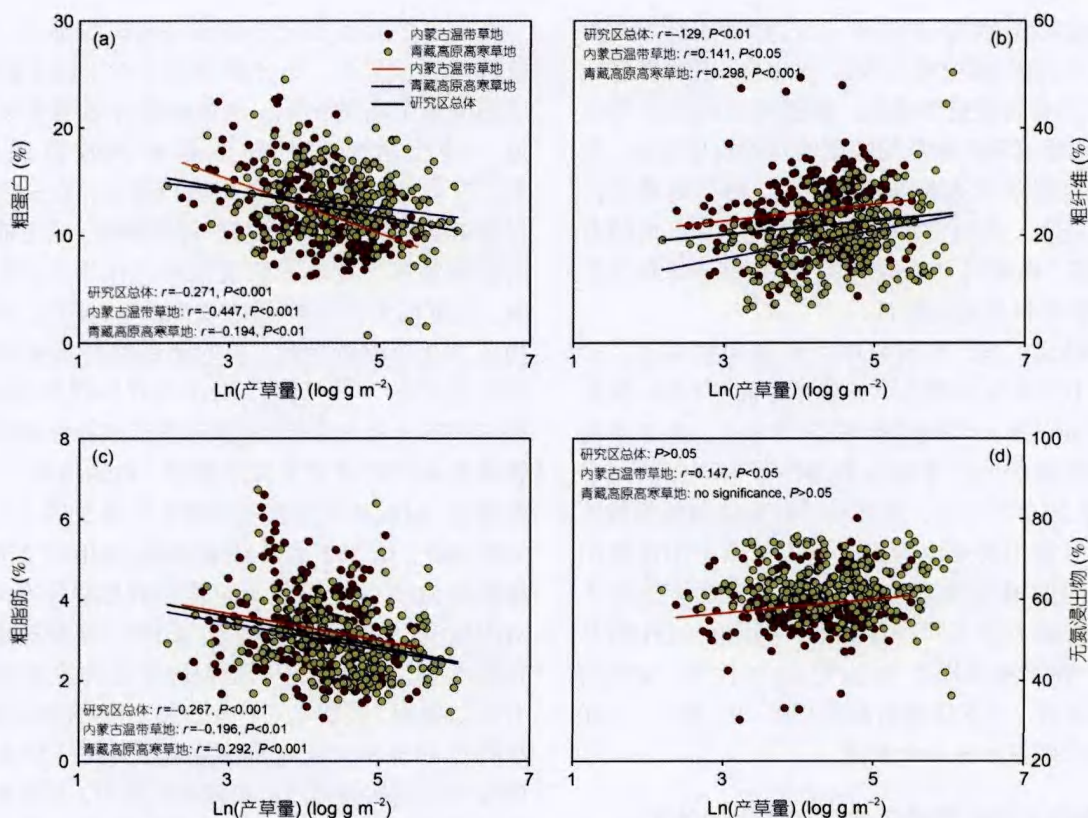 (a)
30
20
10
0
粗蛋白 (%)
内蒙古温带草地
青藏高原高寒草地
内蒙古温带草地
青藏高原高寒草地
研究区总体
研究区总体: r=–0.271, P<0.001
内蒙古温带草地: r=–0.447, P<0.001
青藏高原高寒草地: r=–0.194, P<0.01
1 3 5 7
Ln(产草量) (log g m–2)
研究区总体: r=–129, P<0.01
内蒙古温带草地: r=0.141, P<0.05
青藏高原高寒草地: r=0.298, P<0.001
(b)
60
40
20
0
粗纤维 (%)
1 3 5 7
Ln(产草量) (log g m–2)
(c)
8
6
4
2
0
粗脂肪 (%)
研究区总体: r=–0.267, P<0.001
内蒙古温带草地: r=–0.196, P<0.01
青藏高原高寒草地: r=–0.292, P<0.001
1 3 5 7
Ln(产草量) (log g m–2)
研究区总体: P>0.05
内蒙古温带草地: r=0.147, P<0.05
青藏高原高寒草地: no significance, P>0.05
(d)
100
80
60
40
20
无氮浸出物 (%)
1 3 5 7
Ln(产草量) (log g m–2)